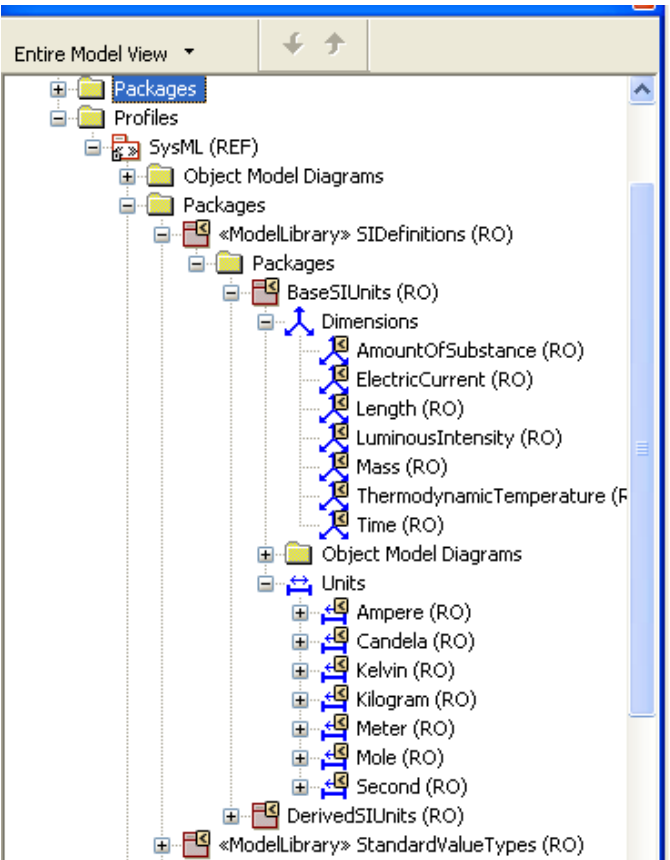 Entire Model View
Packages
Profiles
SysML (REF)
Object Model Diagrams
Packages
«ModelLibrary» SIDefinitions (RO)
Packages
BaseSIUnits (RO)
Dimensions
AmountOfSubstance (RO)
ElectricCurrent (RO)
Length (RO)
LuminousIntensity (RO)
Mass (RO)
ThermodynamicTemperature (R
Time (RO)
Object Model Diagrams
Units
Ampere (RO)
Candela (RO)
Kelvin (RO)
Kilogram (RO)
Meter (RO)
Mole (RO)
Second (RO)
DerivedSIUnits (RO)
«ModelLibrary» StandardValueTypes (RO)